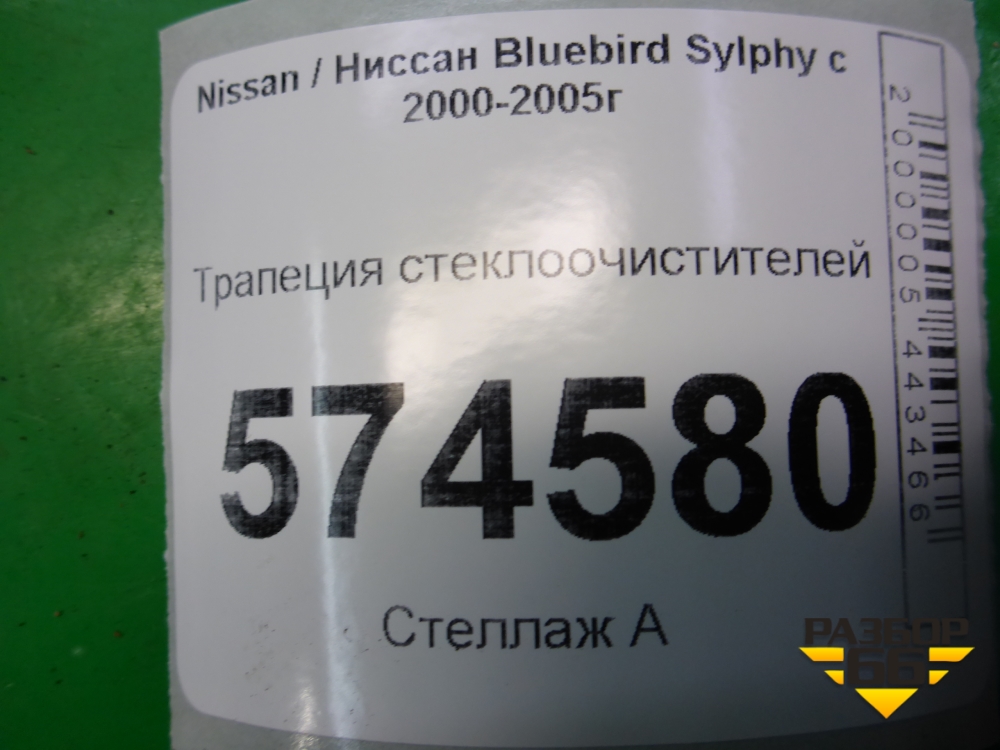 Nissan / Ниссан Bluebird Sylphy с
2000-2005г
Трапеция стеклоочистителей
574580
Стеллаж А
2000005443466
РАЗБОР
66